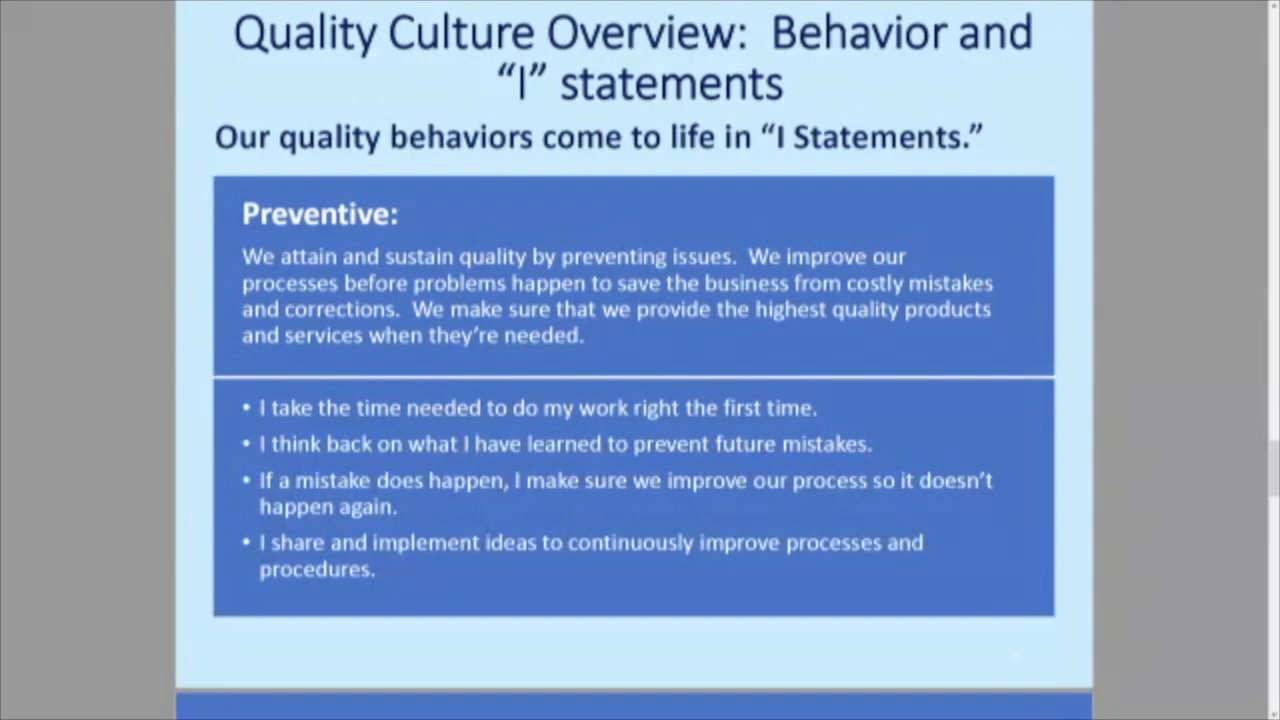 Quality Culture Overview:  Behavior and
“I” statements
Our quality behaviors come to life in “I Statements.”
Preventive:
We attain and sustain quality by preventing issues.  We improve our
processes before problems happen to save the business from costly mistakes
and corrections.  We make sure that we provide the highest quality products
and services when they’re needed.
• I take the time needed to do my work right the first time.
• I think back on what I have learned to prevent future mistakes.
• If a mistake does happen, I make sure we improve our process so it doesn’t
happen again.
• I share and implement ideas to continuously improve processes and
procedures.